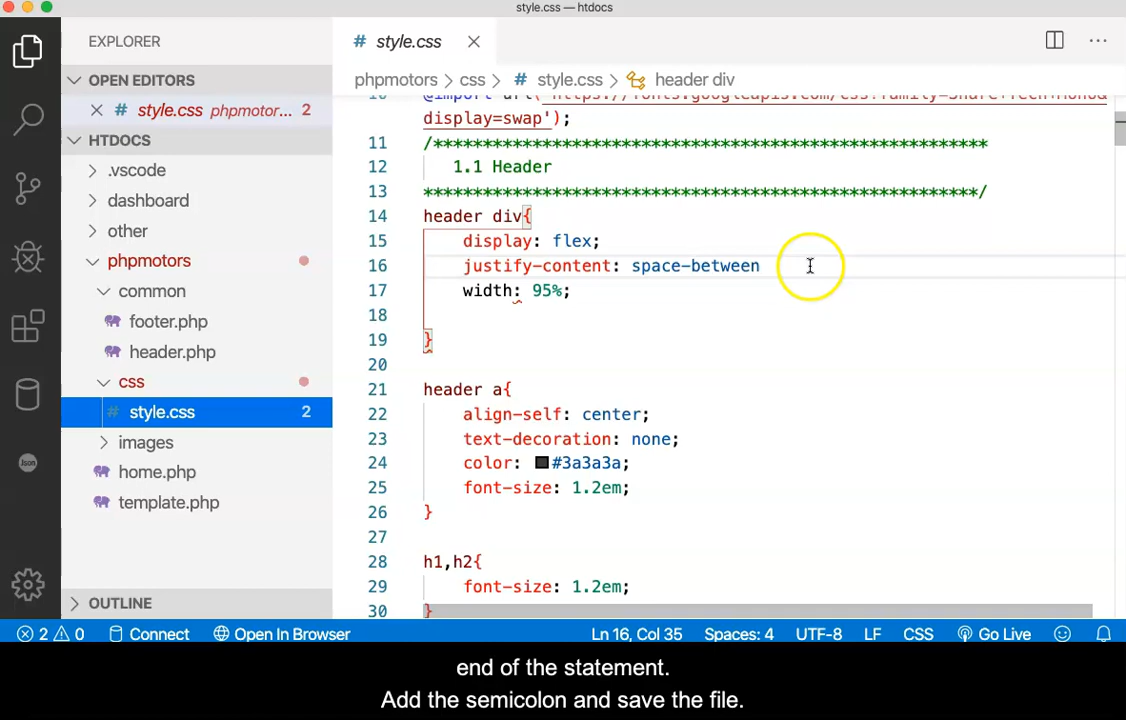 style.css — htdocs
EXPLORER
# style.css
OPEN EDITORS
# style.css phpmotor... 2
HTDOCS
.vscode
dashboard
other
phpmotors
common
footer.php
header.php
css
# style.css 2
images
home.php
template.php
OUTLINE
phpmotors > css > # style.css > header div
display=swap');
11 /*******************************************************
12 1.1 Header
13 *******************************************************/
14 header div{
15 display: flex;
16 justify-content: space-between
17 width: 95%;
18
19 }
20
21 header a{
22 align-self: center;
23 text-decoration: none;
24 color: #3a3a3a;
25 font-size: 1.2em;
26 }
27
28 h1,h2{
29 font-size: 1.2em;
30 }
Json
2 0 Connect Open In Browser Ln 16, Col 35 Spaces: 4 UTF-8 LF CSS Go Live
end of the statement.
Add the semicolon and save the file.